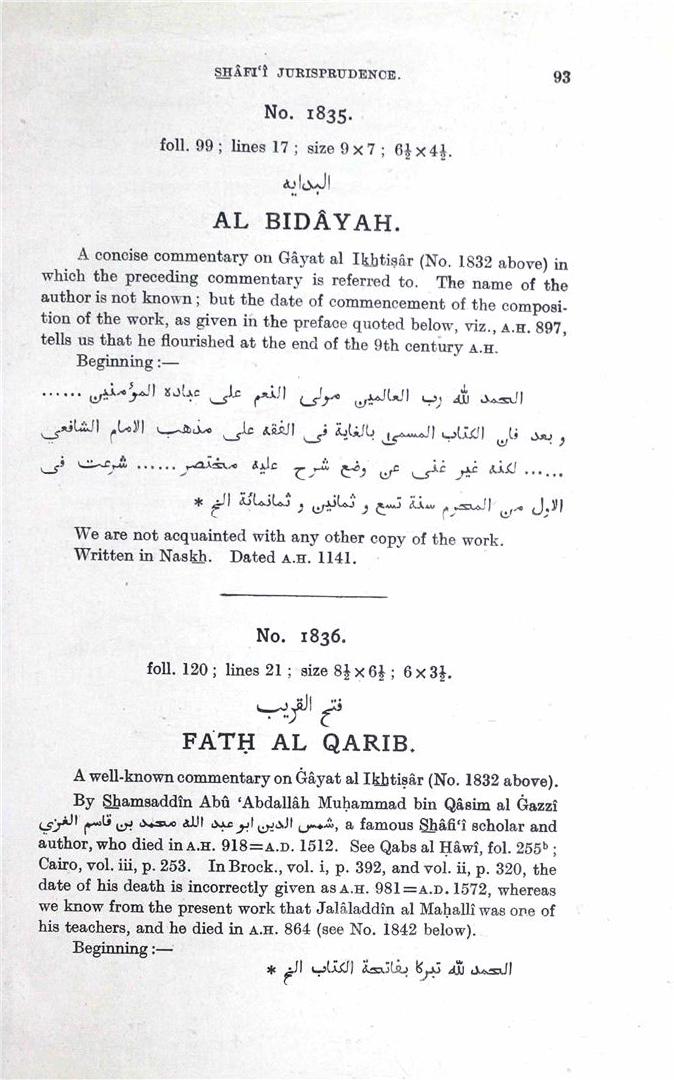 SHÂFI‘Î JURISPRUDENCE. 93
No. 1835.
foll. 99 ; lines 17 ; size 9 × 7 ; 6½ × 4½.
البدايه
AL BIDÂYAH.
A concise commentary on Gâyat al Ikhtiṣâr (No. 1832 above) in
which the preceding commentary is referred to. The name of the
author is not known ; but the date of commencement of the composi-
tion of the work, as given in the preface quoted below, viz., A.H. 897,
tells us that he flourished at the end of the 9th century A.H.
Beginning :—
الحمد لله رب العالمين مولى النعم على عباده المؤمنين ......
و بعد فان الكتاب المسمى بالغاية فى الفقه على مذهب الامام الشافعي
...... لكنه غير غنى عن وضع شرح عليه مختصر ...... شرعت فى
الاول من المحرم سنة تسع و ثمانين و ثمانمائة الخ *
We are not acquainted with any other copy of the work.
Written in Naskh. Dated A.H. 1141.
No. 1836.
foll. 120 ; lines 21 ; size 8½ × 6½ ; 6 × 3½.
فتح القريب
FATḤ AL QARIB.
A well-known commentary on Ġâyat al Ikhtiṣâr (No. 1832 above).
By Shamsaddîn Abû ‘Abdallâh Muḥammad bin Qâsim al Ġazzî
شمس الدين ابو عبد الله محمد بن قاسم الغزي, a famous Shâfi‘î scholar and
author, who died in A.H. 918=A.D. 1512. See Qabs al Ḥâwî, fol. 255ᵇ ;
Cairo, vol. iii, p. 253. In Brock., vol. i, p. 392, and vol. ii, p. 320, the
date of his death is incorrectly given as A.H. 981=A.D. 1572, whereas
we know from the present work that Jalâladdîn al Maḥallî was one of
his teachers, and he died in A.H. 864 (see No. 1842 below).
Beginning :—
الحمد لله تبركا بفاتحة الكتاب الخ *